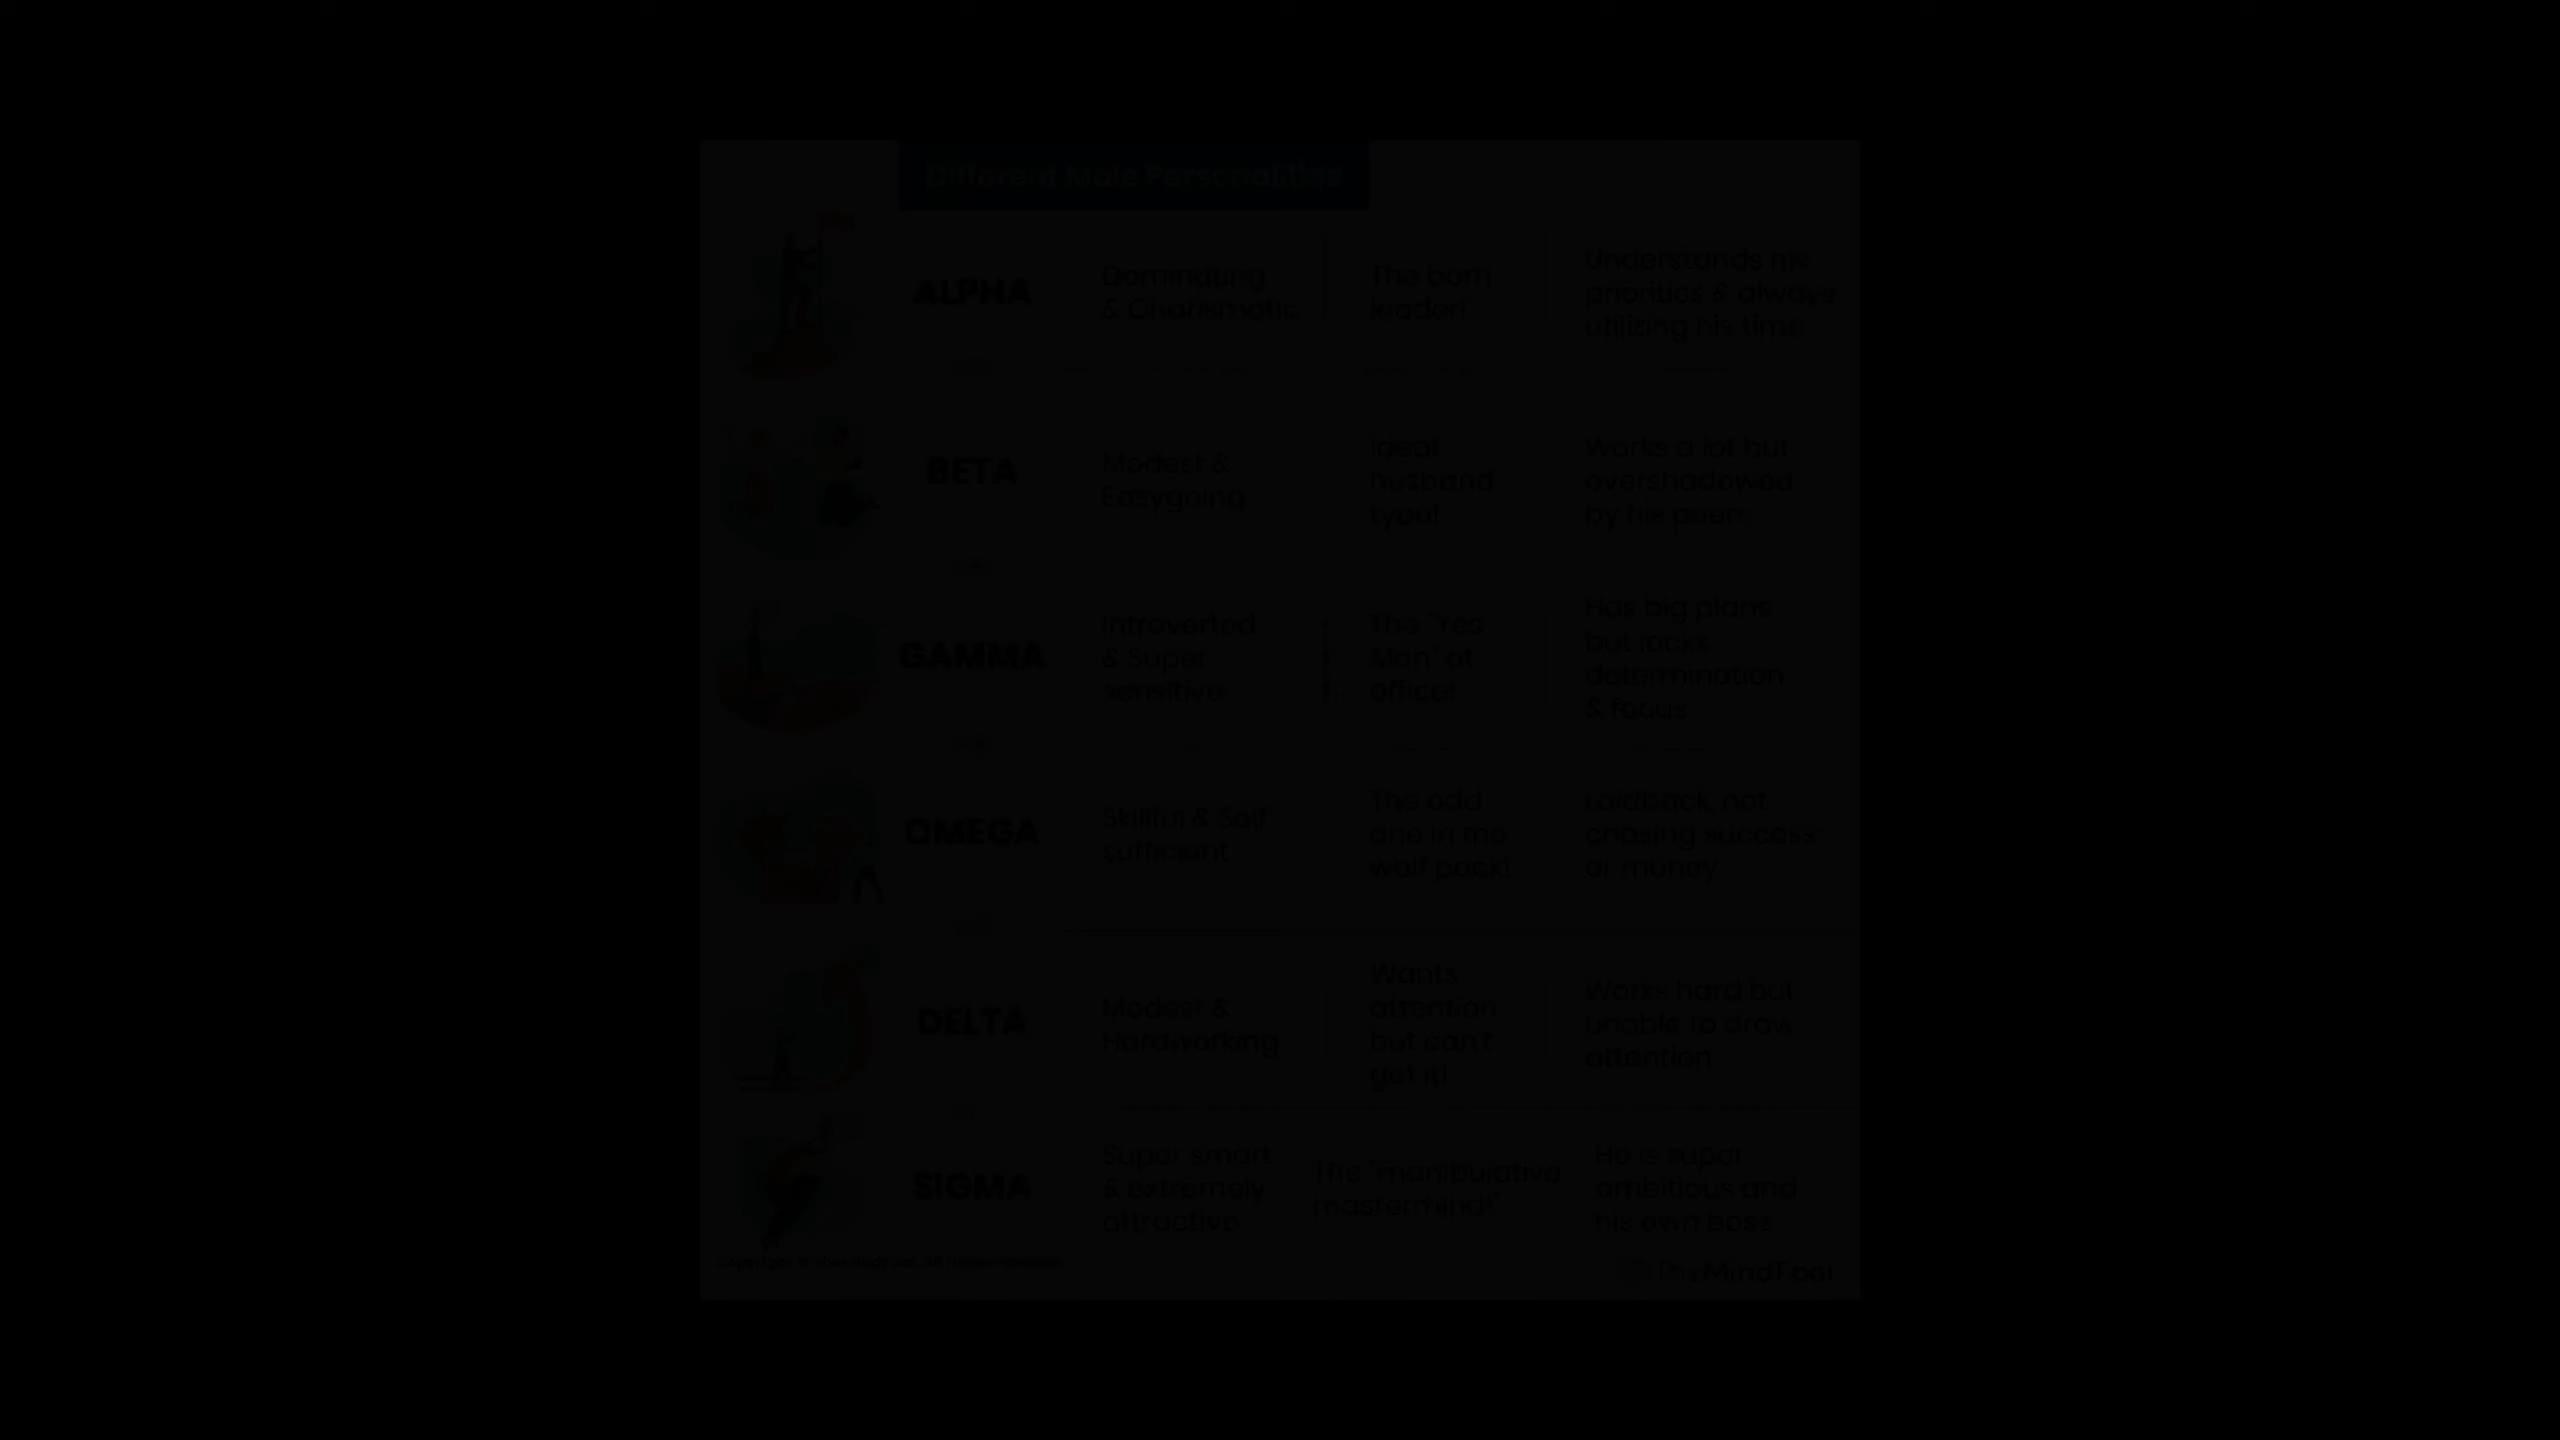 Different Male Personalities
ALPHA
Dominating
& Charismatic
The born
leader!
Understands his
priorities & always
utilising his time
BETA
Modest &
Easygoing
Ideal
husband
type!
Works a lot but
overshadowed
by his peers
GAMMA
Introverted
& Super
sensitive
The "Yes
Man" at
office!
Has big plans
but lacks
determination
& focus
OMEGA
Skillful & Self
sufficient
The odd
one in the
wolf pack!
Laidback, not
chasing success
or money
DELTA
Modest &
Hardworking
Wants
attention
but can't
get it!
Works hard but
unable to draw
attention
SIGMA
Super smart
& extremely
attractive
The "manipulative
mastermind!"
He is super
ambitious and
his own boss
MindTool